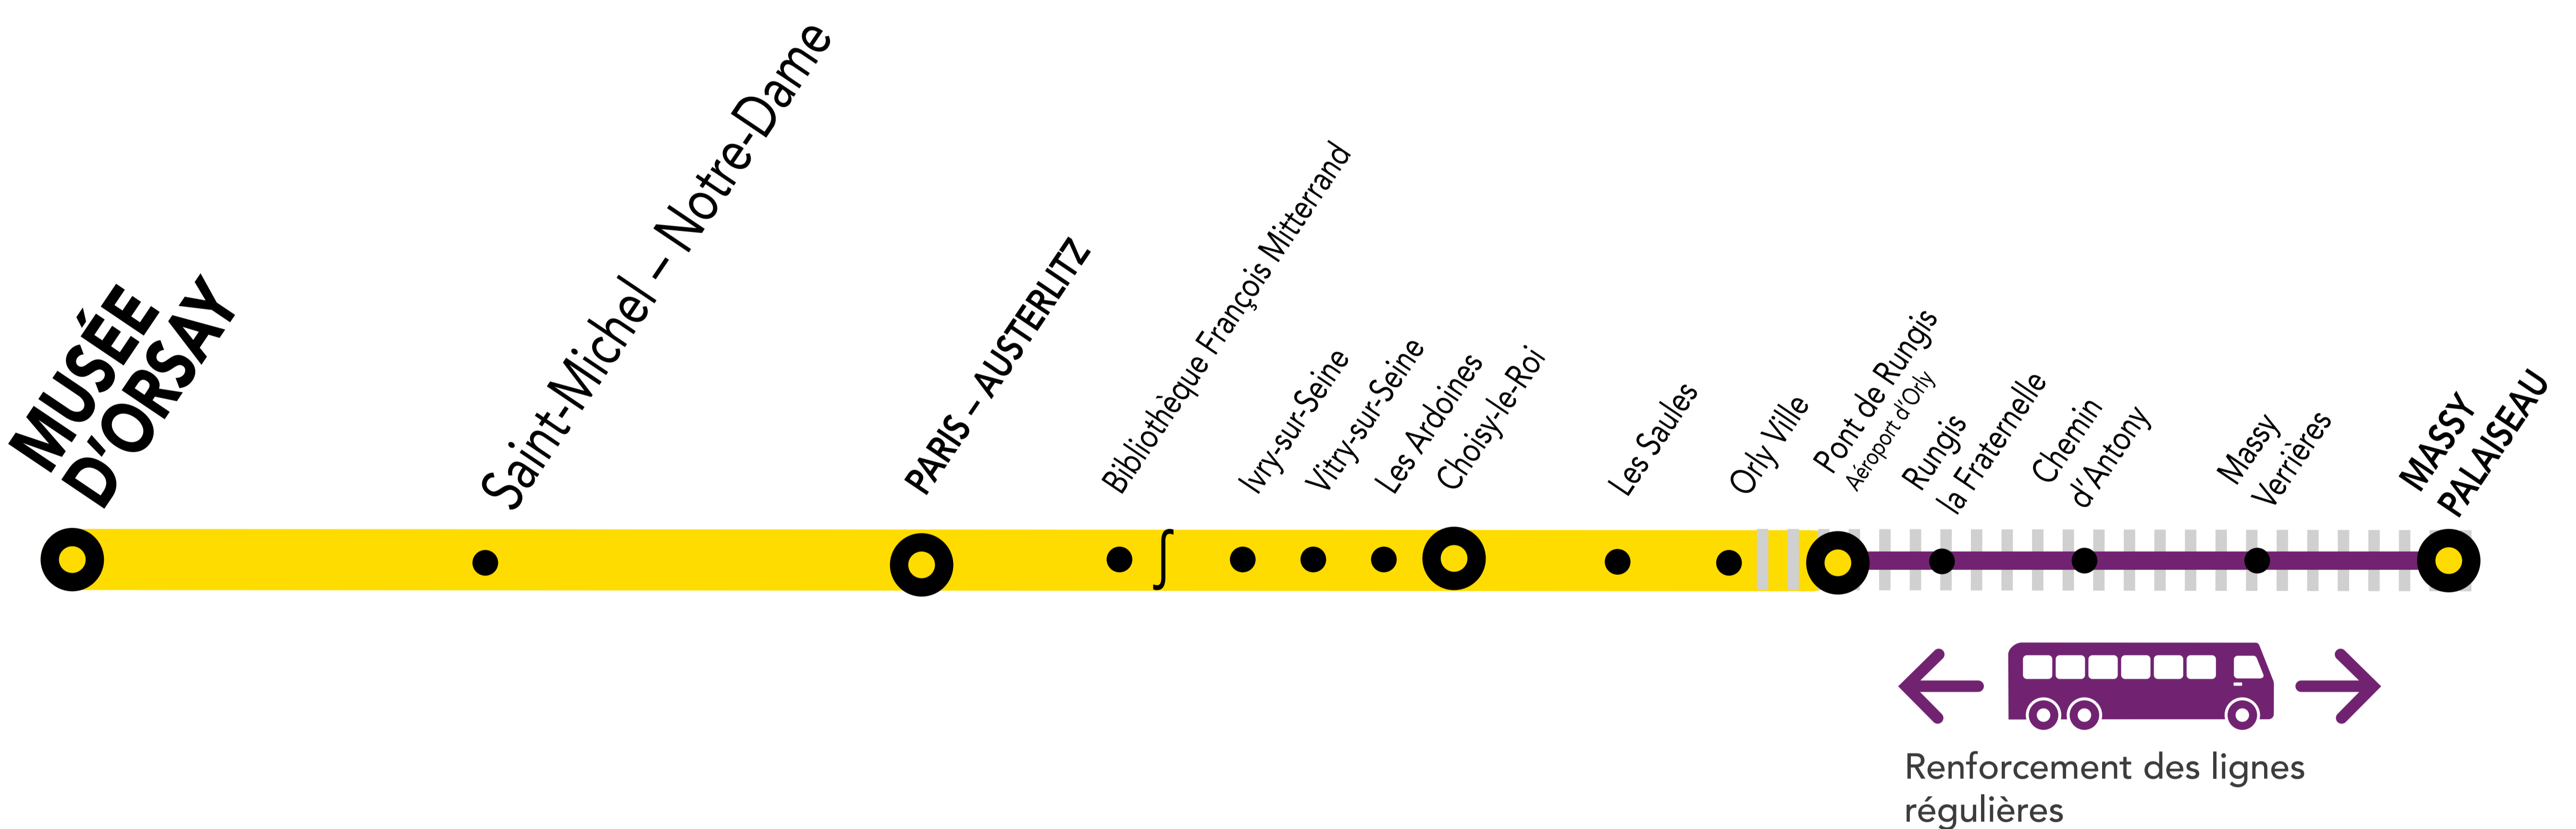 MUSÉE
D'ORSAY
Saint-Michel – Notre-Dame
PARIS – AUSTERLITZ
Bibliothèque François Mitterrand
Ivry-sur-Seine
Vitry-sur-Seine
Les Ardoines
Choisy-le-Roi
Les Saules
Orly Ville
Pont de Rungis
Aéroport d'Orly
Rungis
la Fraternelle
Chemin
d'Antony
Massy
Verrières
MASSY
PALAISEAU
Renforcement des lignes
régulières